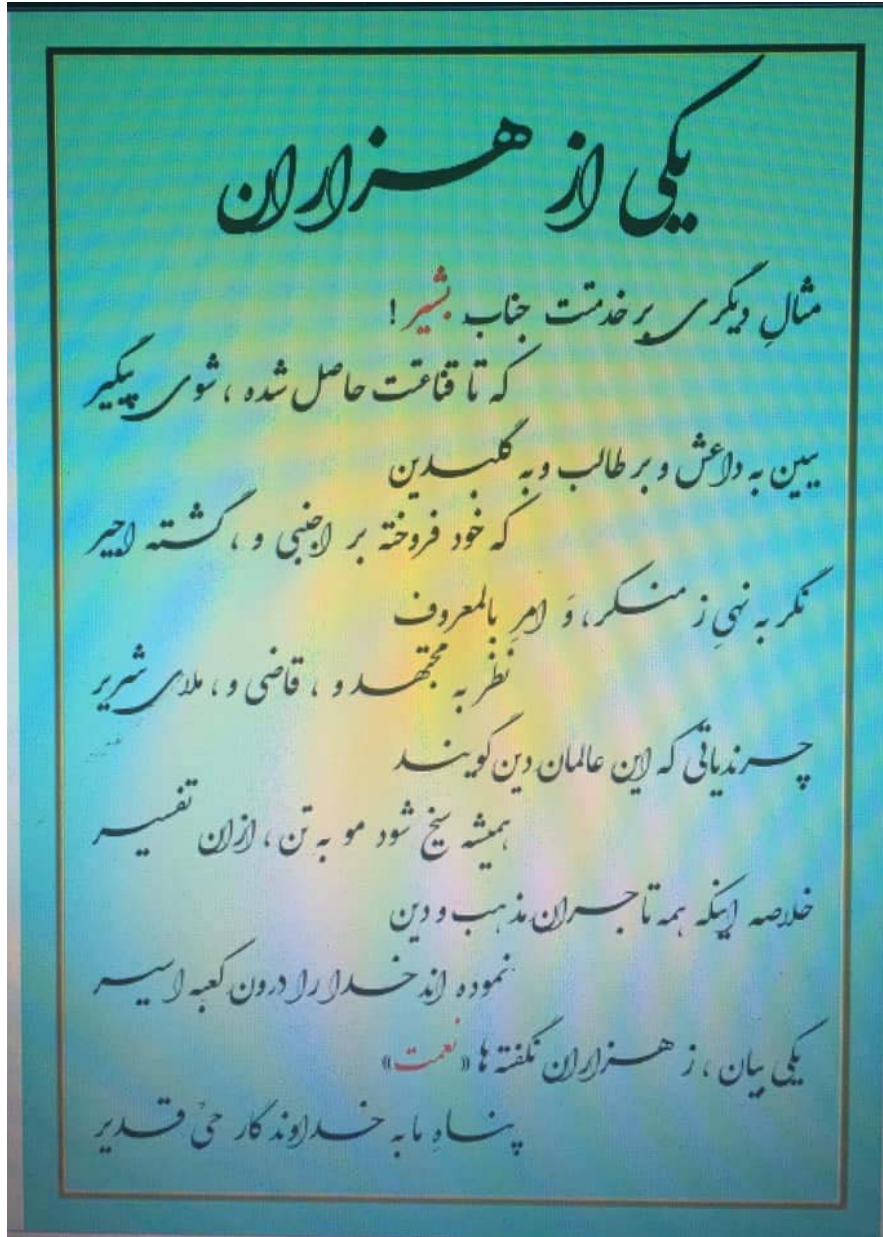 یکی از هزاران
مثالِ دیگری بر خدمتت جناب بشیر !
که تا قناعت حاصل شده ، شوی پیگیر
ببین به داعش و بر طالب و به گلبدین
که خود فروخته بر اجنبی و ، گشته اجیر
نگر به نهیِ ز منکر ، وَ امرِ بالمعروف
نظر به مجتهد و ، قاضی و ، ملای شریر
چرندیاتی که این عالمان دین گویند
همیشه سیخ شود مو به تن ، ازان تفسیر
خلاصه اینکه همه تاجران مذهب و دین
نموده اند خدا را درون کعبه اسیر
یکی بیان ، ز هزاران نگفته ها «نعمت»
پناهِ ما به خداوندگار حیّ قدیر